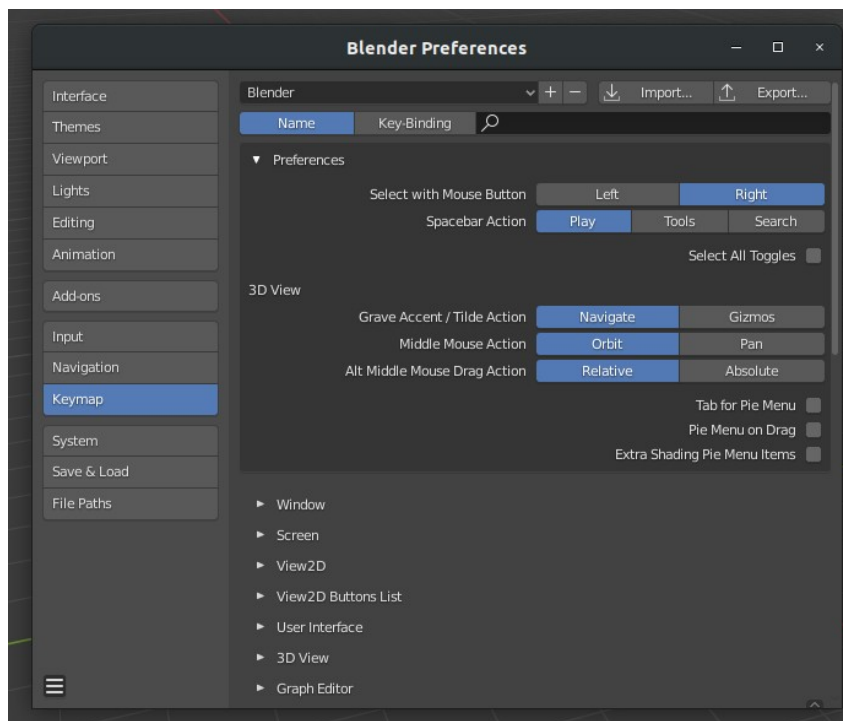 Blender Preferences
Interface
Themes
Viewport
Lights
Editing
Animation
Add-ons
Input
Navigation
Keymap
System
Save & Load
File Paths
Blender Import... Export...
Name Key-Binding
Preferences
Select with Mouse Button Left Right
Spacebar Action Play Tools Search
Select All Toggles
3D View
Grave Accent / Tilde Action Navigate Gizmos
Middle Mouse Action Orbit Pan
Alt Middle Mouse Drag Action Relative Absolute
Tab for Pie Menu
Pie Menu on Drag
Extra Shading Pie Menu Items
Window
Screen
View2D
View2D Buttons List
User Interface
3D View
Graph Editor